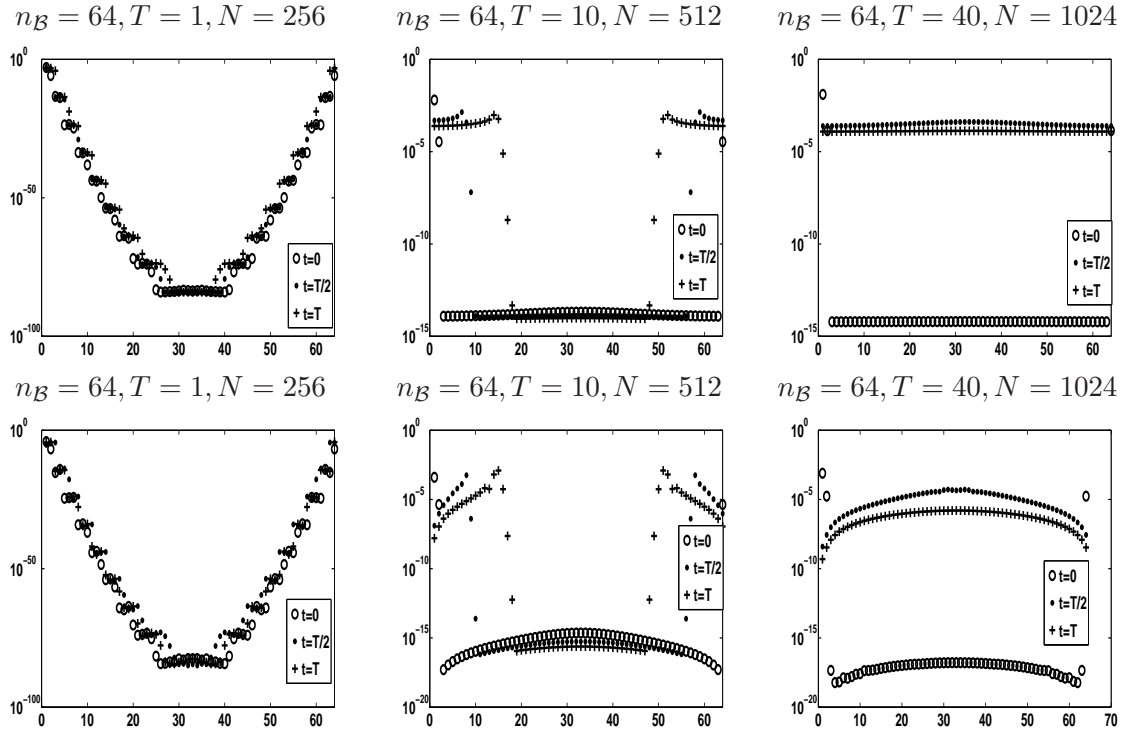 n_ℬ = 64, T = 1, N = 256
n_ℬ = 64, T = 10, N = 512
n_ℬ = 64, T = 40, N = 1024
10^0
10^-50
10^-100
0 10 20 30 40 50 60
t=0
t=T/2
t=T
10^0
10^-5
10^-10
10^-15
0 10 20 30 40 50 60
t=0
t=T/2
t=T
10^0
10^-5
10^-10
10^-15
0 10 20 30 40 50 60
t=0
t=T/2
t=T
n_ℬ = 64, T = 1, N = 256
n_ℬ = 64, T = 10, N = 512
n_ℬ = 64, T = 40, N = 1024
10^0
10^-50
10^-100
0 10 20 30 40 50 60
t=0
t=T/2
t=T
10^0
10^-5
10^-10
10^-15
10^-20
0 10 20 30 40 50 60
t=0
t=T/2
t=T
10^0
10^-5
10^-10
10^-15
10^-20
0 10 20 30 40 50 60 70
t=0
t=T/2
t=T